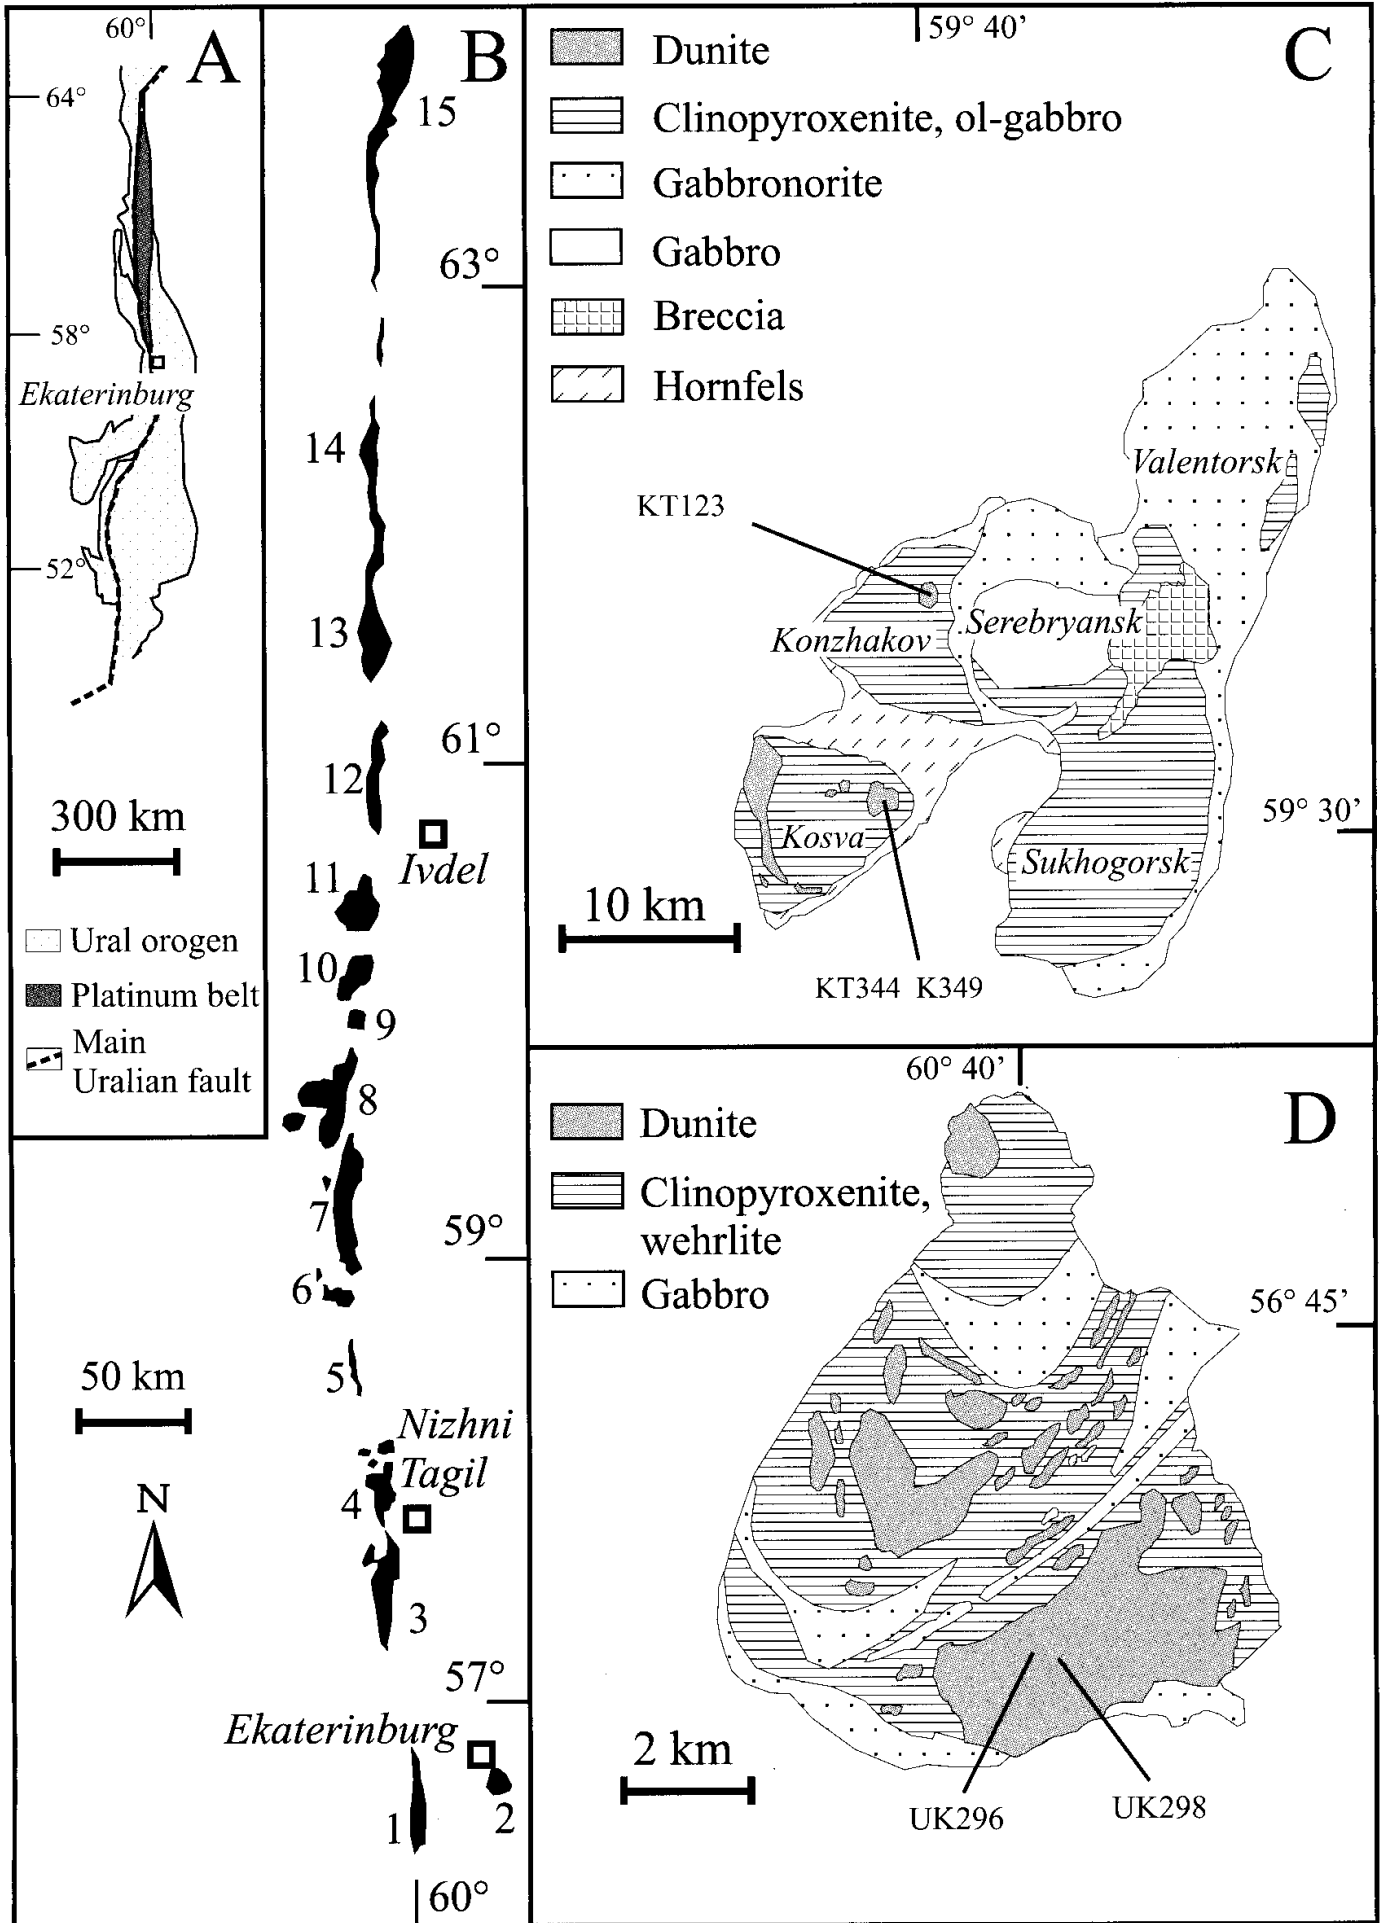 A
60°
64°
58°
Ekaterinburg
52°
300 km
Ural orogen
Platinum belt
Main
Uralian fault
B
15
63°
14
13
61°
12
Ivdel
11
10
9
8
7
59°
6
5
50 km
Nizhni
Tagil
4
N
3
57°
Ekaterinburg
2
1
60°
C
59° 40’
Dunite
Clinopyroxenite, ol-gabbro
Gabbronorite
Gabbro
Breccia
Hornfels
Valentorsk
KT123
Serebryansk
Konzhakov
59° 30’
Kosva
Sukhogorsk
10 km
KT344 K349
D
60° 40’
Dunite
Clinopyroxenite,
wehrlite
Gabbro
56° 45’
2 km
UK296
UK298